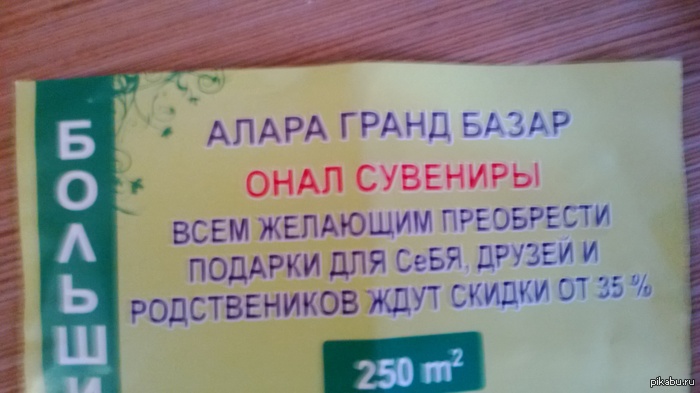 АЛАРА ГРАНД БАЗАР
ОНАЛ СУВЕНИРЫ
ВСЕМ ЖЕЛАЮЩИМ ПРЕОБРЕСТИ
ПОДАРКИ ДЛЯ СеБЯ, ДРУЗЕЙ И
РОДСТВЕНИКОВ ЖДУТ СКИДКИ ОТ 35 %
250 m²
БОЛЬШИ
pikabu.ru